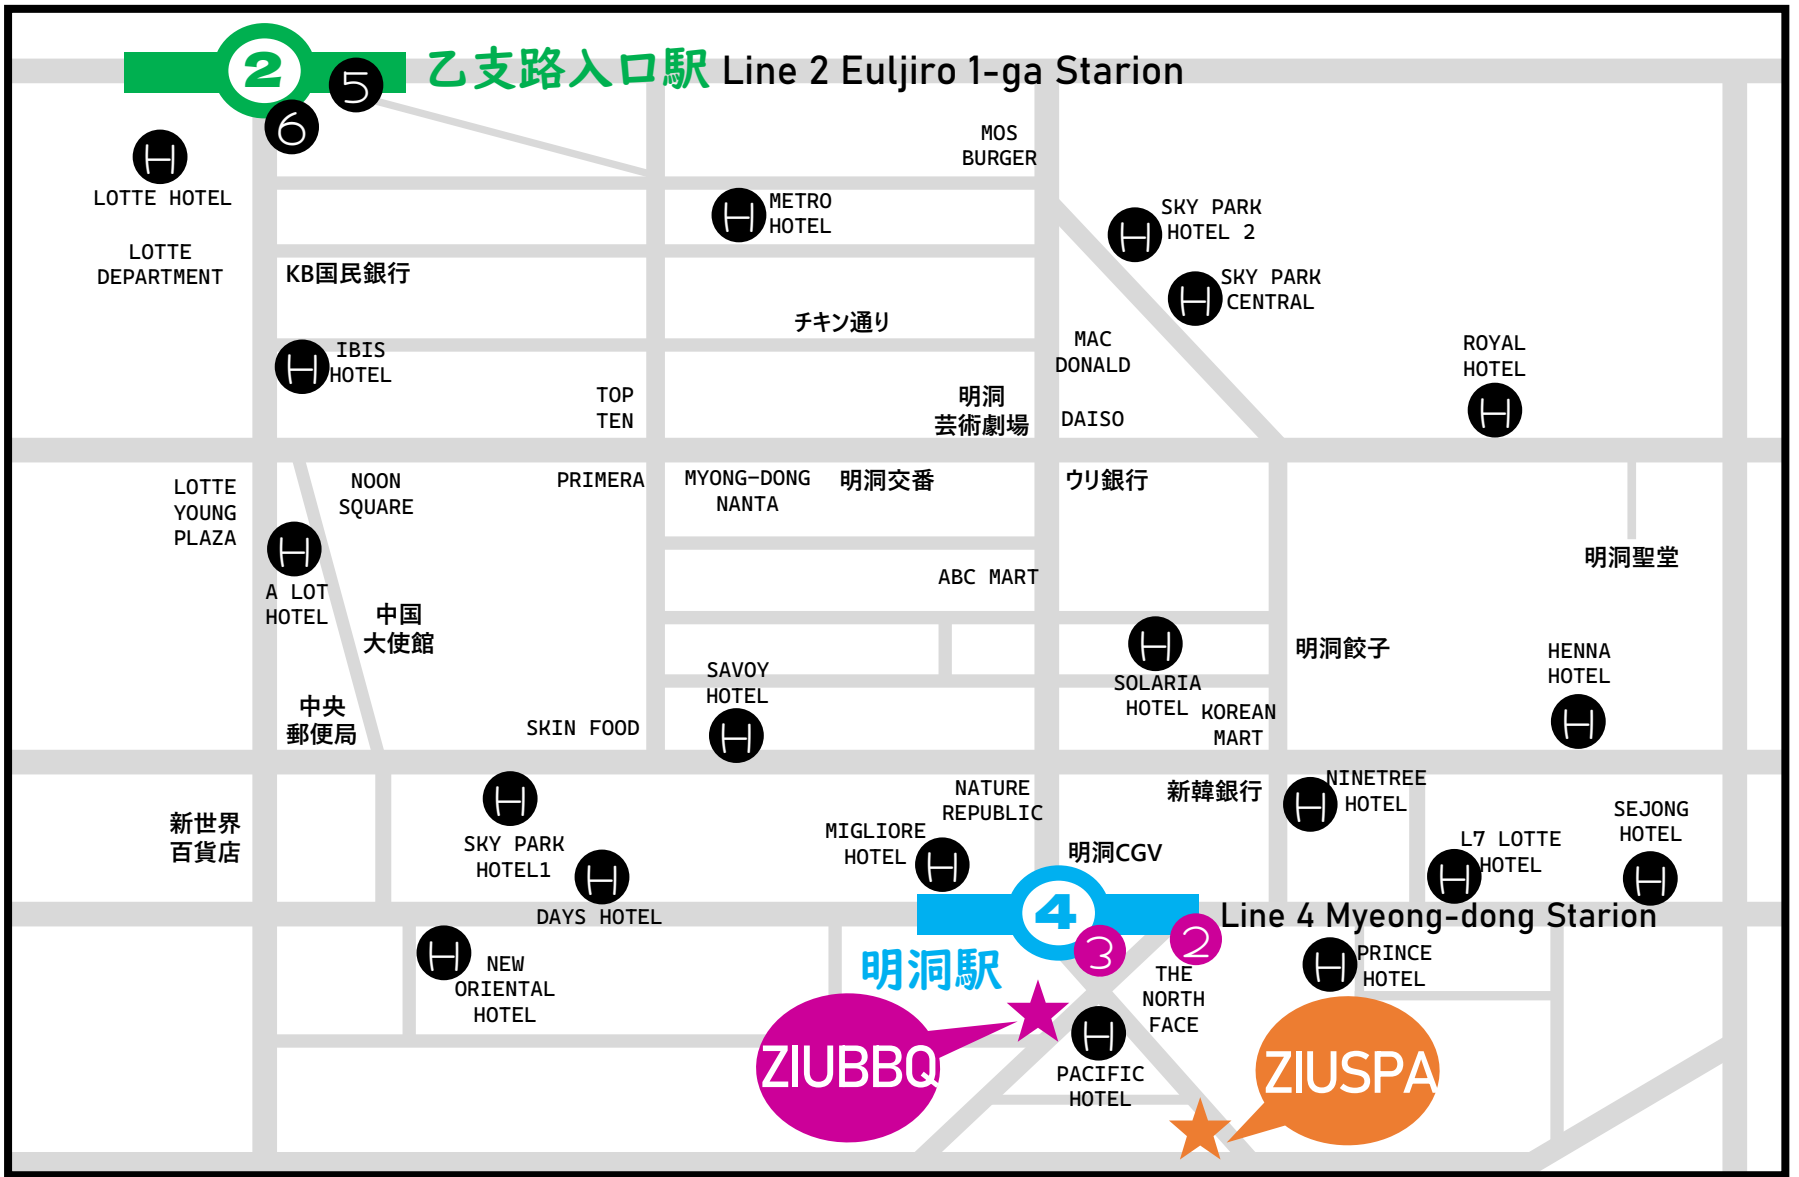 2
5
乙支路入口駅 Line 2 Euljiro 1-ga Starion
6
MOS
BURGER
H
LOTTE HOTEL
H
METRO
HOTEL
H
SKY PARK
HOTEL 2
LOTTE
DEPARTMENT
KB国民銀行
H
SKY PARK
CENTRAL
チキン通り
H
IBIS
HOTEL
MAC
DONALD
ROYAL
HOTEL
H
TOP
TEN
明洞
芸術劇場
DAISO
LOTTE
YOUNG
PLAZA
NOON
SQUARE
PRIMERA
MYONG-DONG
NANTA
明洞交番
ウリ銀行
H
A LOT
HOTEL
ABC MART
明洞聖堂
中国
大使館
H
SOLARIA
HOTEL
明洞餃子
HENNA
HOTEL
H
SAVOY
HOTEL
H
中央
郵便局
SKIN FOOD
KOREAN
MART
H
SKY PARK
HOTEL1
NATURE
REPUBLIC
新韓銀行
H
NINETREE
HOTEL
新世界
百貨店
MIGLIORE
HOTEL
H
明洞CGV
L7 LOTTE
HOTEL
H
SEJONG
HOTEL
H
H
DAYS HOTEL
4
Line 4 Myeong-dong Starion
3
2
明洞駅
H
NEW
ORIENTAL
HOTEL
THE
NORTH
FACE
H
PRINCE
HOTEL
H
PACIFIC
HOTEL
ZIUBBQ
ZIUSPA